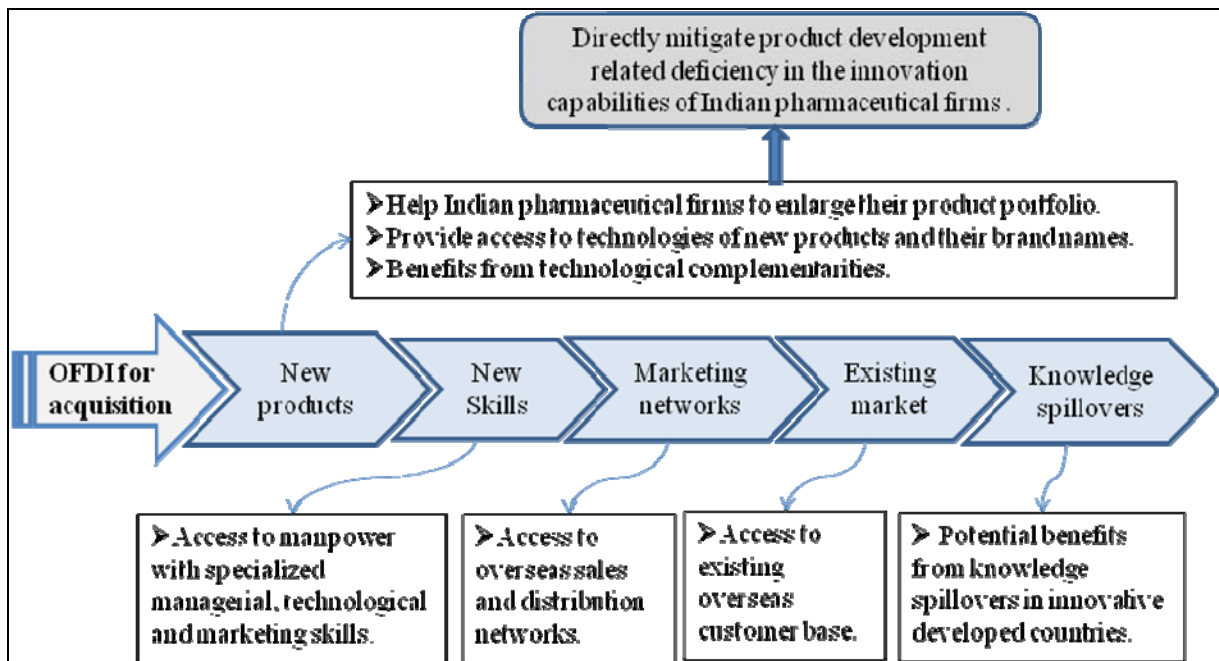 Directly mitigate product development
related deficiency in the innovation
capabilities of Indian pharmaceutical firms .
➢Help Indian pharmaceutical firms to enlarge their product portfolio.
➢Provide access to technologies of new products and their brand names.
➢Benefits from technological complementarities.
OFDI for
acquisition
New
products
New
Skills
Marketing
networks
Existing
market
Knowledge
spillovers
➢Access to manpower
with specialized
managerial, technological
and marketing skills.
➢Access to
overseas sales
and distribution
networks.
➢Access to
existing
overseas
customer base.
➢ Potential benefits
from knowledge
spillovers in innovative
developed countries.